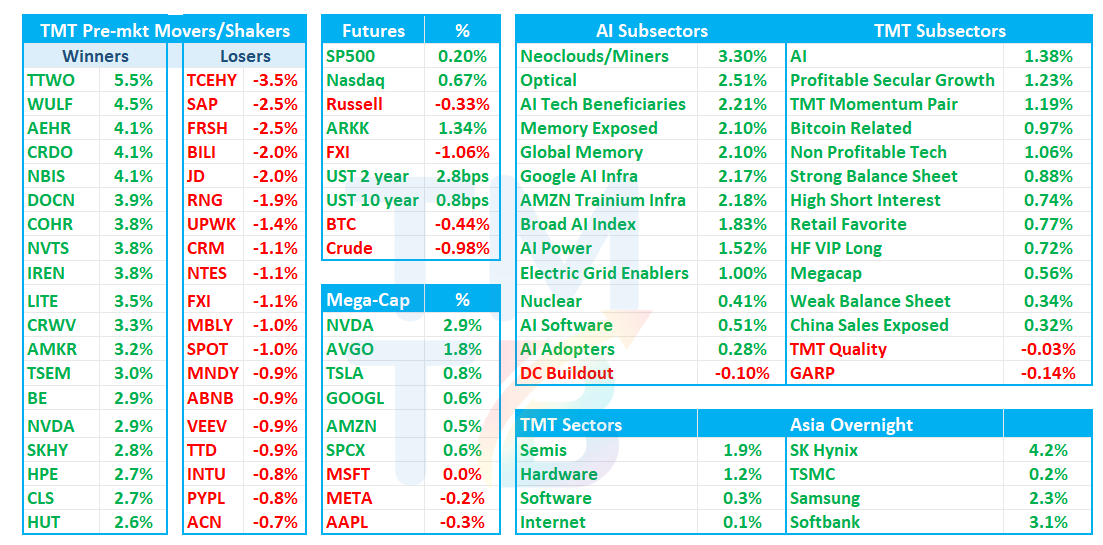 TMT Pre-mkt Movers/Shakers
Winners Losers
TTWO 5.5% TCEHY -3.5%
WULF 4.5% SAP -2.5%
AEHR 4.1% FRSH -2.5%
CRDO 4.1% BILI -2.0%
NBIS 4.1% JD -2.0%
DOCN 3.9% RNG -1.9%
COHR 3.8% UPWK -1.4%
NVTS 3.8% CRM -1.1%
IREN 3.8% NTES -1.1%
LITE 3.5% FXI -1.1%
CRWV 3.3% MBLY -1.0%
AMKR 3.2% SPOT -1.0%
TSEM 3.0% MNDY -0.9%
BE 2.9% ABNB -0.9%
NVDA 2.9% VEEV -0.9%
SKHY 2.8% TTD -0.9%
HPE 2.7% INTU -0.8%
CLS 2.7% PYPL -0.8%
HUT 2.6% ACN -0.7%
Futures %
SP500 0.20%
Nasdaq 0.67%
Russell -0.33%
ARKK 1.34%
FXI -1.06%
UST 2 year 2.8bps
UST 10 year 0.8bps
BTC -0.44%
Crude -0.98%
Mega-Cap %
NVDA 2.9%
AVGO 1.8%
TSLA 0.8%
GOOGL 0.6%
AMZN 0.5%
SPCX 0.6%
MSFT 0.0%
META -0.2%
AAPL -0.3%
AI Subsectors TMT Subsectors
Neoclouds/Miners 3.30% AI 1.38%
Optical 2.51% Profitable Secular Growth 1.23%
AI Tech Beneficiaries 2.21% TMT Momentum Pair 1.19%
Memory Exposed 2.10% Bitcoin Related 0.97%
Global Memory 2.10% Non Profitable Tech 1.06%
Google AI Infra 2.17% Strong Balance Sheet 0.88%
AMZN Trainium Infra 2.18% High Short Interest 0.74%
Broad AI Index 1.83% Retail Favorite 0.77%
AI Power 1.52% HF VIP Long 0.72%
Electric Grid Enablers 1.00% Megacap 0.56%
Nuclear 0.41% Weak Balance Sheet 0.34%
AI Software 0.51% China Sales Exposed 0.32%
AI Adopters 0.28% TMT Quality -0.03%
DC Buildout -0.10% GARP -0.14%
TMT Sectors Asia Overnight
Semis 1.9% SK Hynix 4.2%
Hardware 1.2% TSMC 0.2%
Software 0.3% Samsung 2.3%
Internet 0.1% Softbank 3.1%
TMT
TB